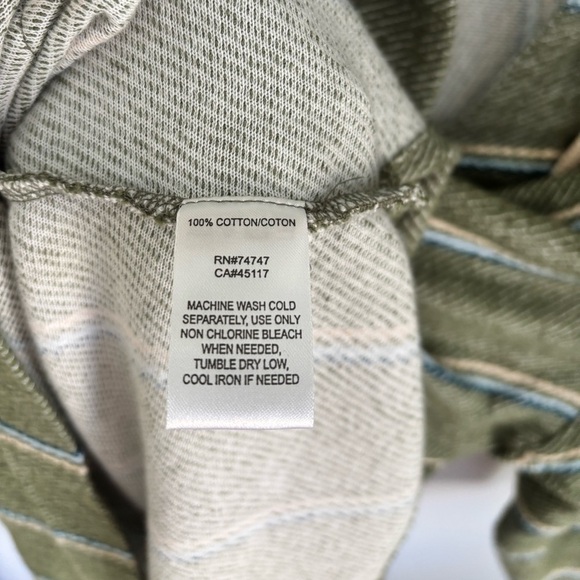 100% COTTON/COTON
RN#74747
CA#45117
MACHINE WASH COLD
SEPARATELY, USE ONLY
NON CHLORINE BLEACH
WHEN NEEDED,
TUMBLE DRY LOW,
COOL IRON IF NEEDED